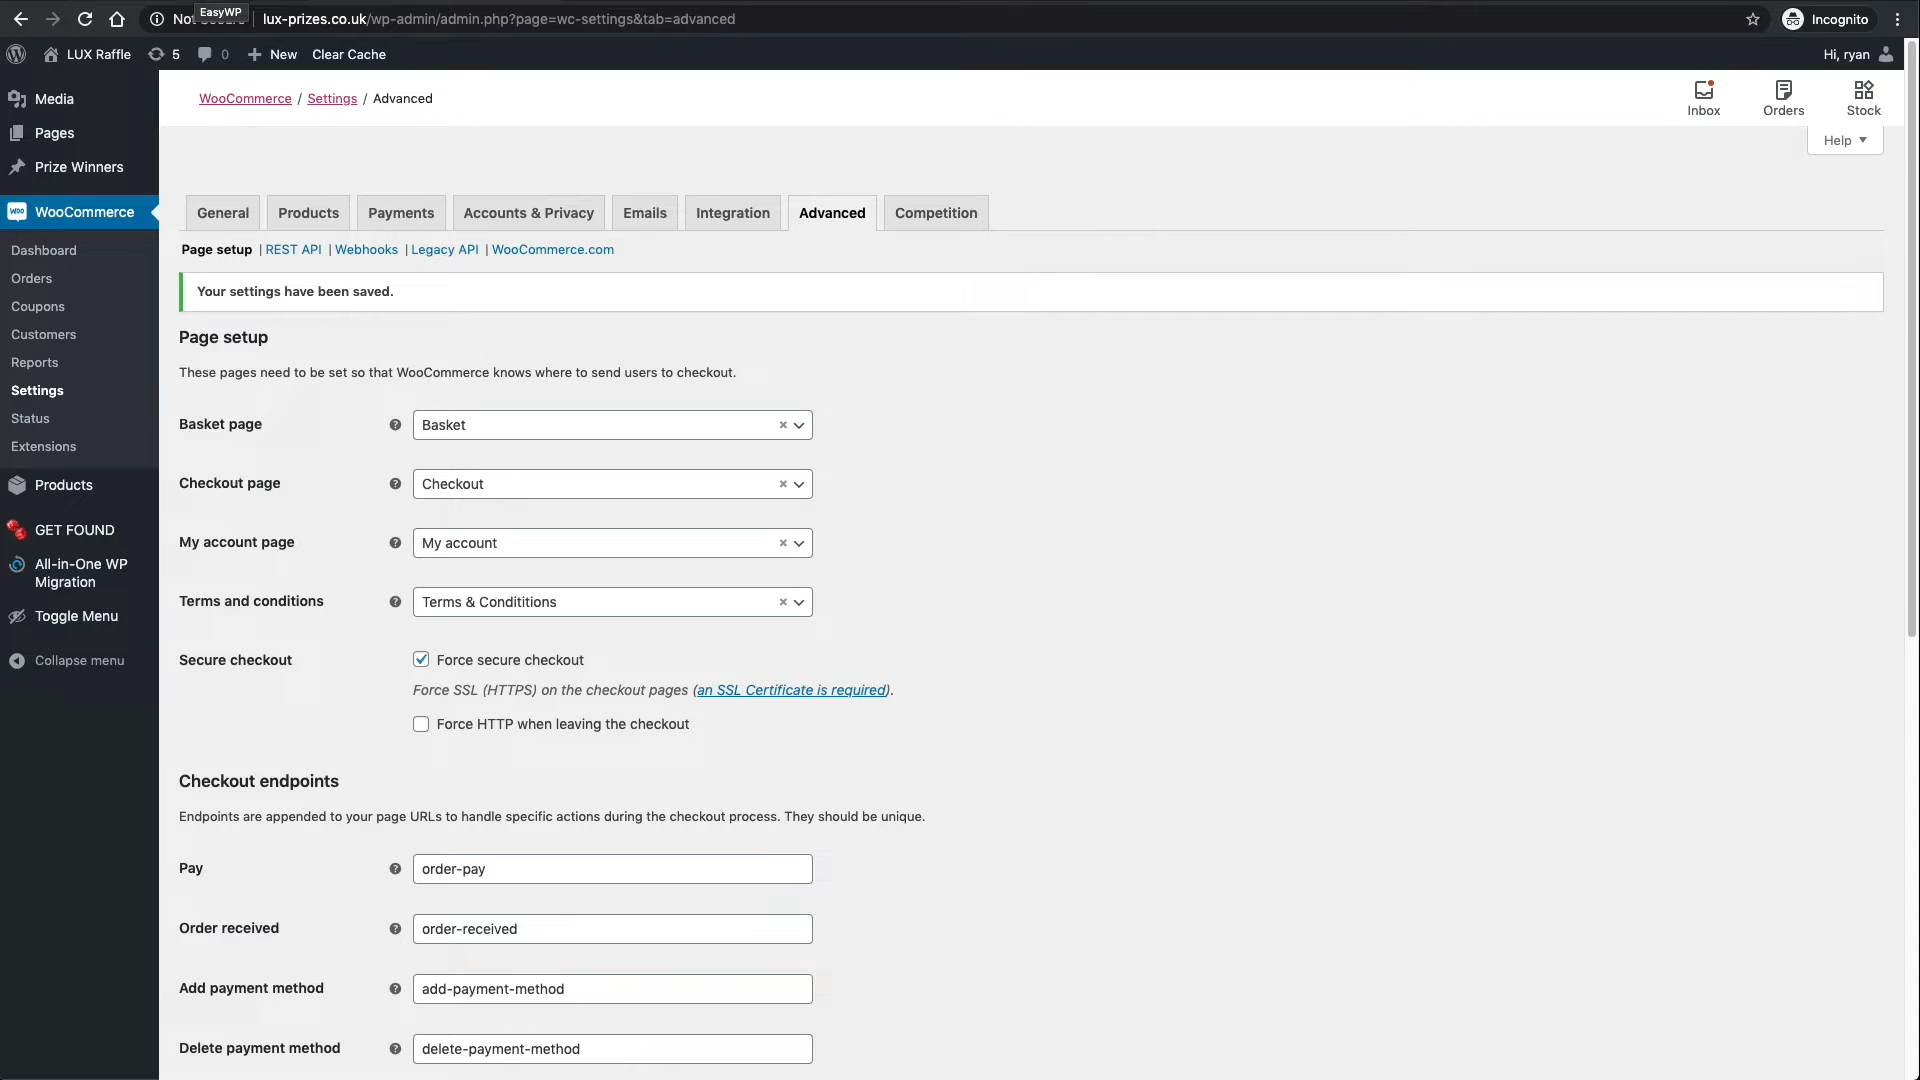 EasyWP
lux-prizes.co.uk/wp-admin/admin.php?page=wc-settings&tab=advanced
Incognito
LUX Raffle
5
0
New
Clear Cache
Hi, ryan
Media
Pages
Prize Winners
WooCommerce
Dashboard
Orders
Coupons
Customers
Reports
Settings
Status
Extensions
Products
GET FOUND
All-in-One WP
Migration
Toggle Menu
Collapse menu
WooCommerce / Settings / Advanced
Inbox
Orders
Stock
Help
General
Products
Payments
Accounts & Privacy
Emails
Integration
Advanced
Competition
Page setup | REST API | Webhooks | Legacy API | WooCommerce.com
Your settings have been saved.
Page setup
These pages need to be set so that WooCommerce knows where to send users to checkout.
Basket page
Basket
Checkout page
Checkout
My account page
My account
Terms and conditions
Terms & Condititions
Secure checkout
Force secure checkout
Force SSL (HTTPS) on the checkout pages (an SSL Certificate is required).
Force HTTP when leaving the checkout
Checkout endpoints
Endpoints are appended to your page URLs to handle specific actions during the checkout process. They should be unique.
Pay
order-pay
Order received
order-received
Add payment method
add-payment-method
Delete payment method
delete-payment-method